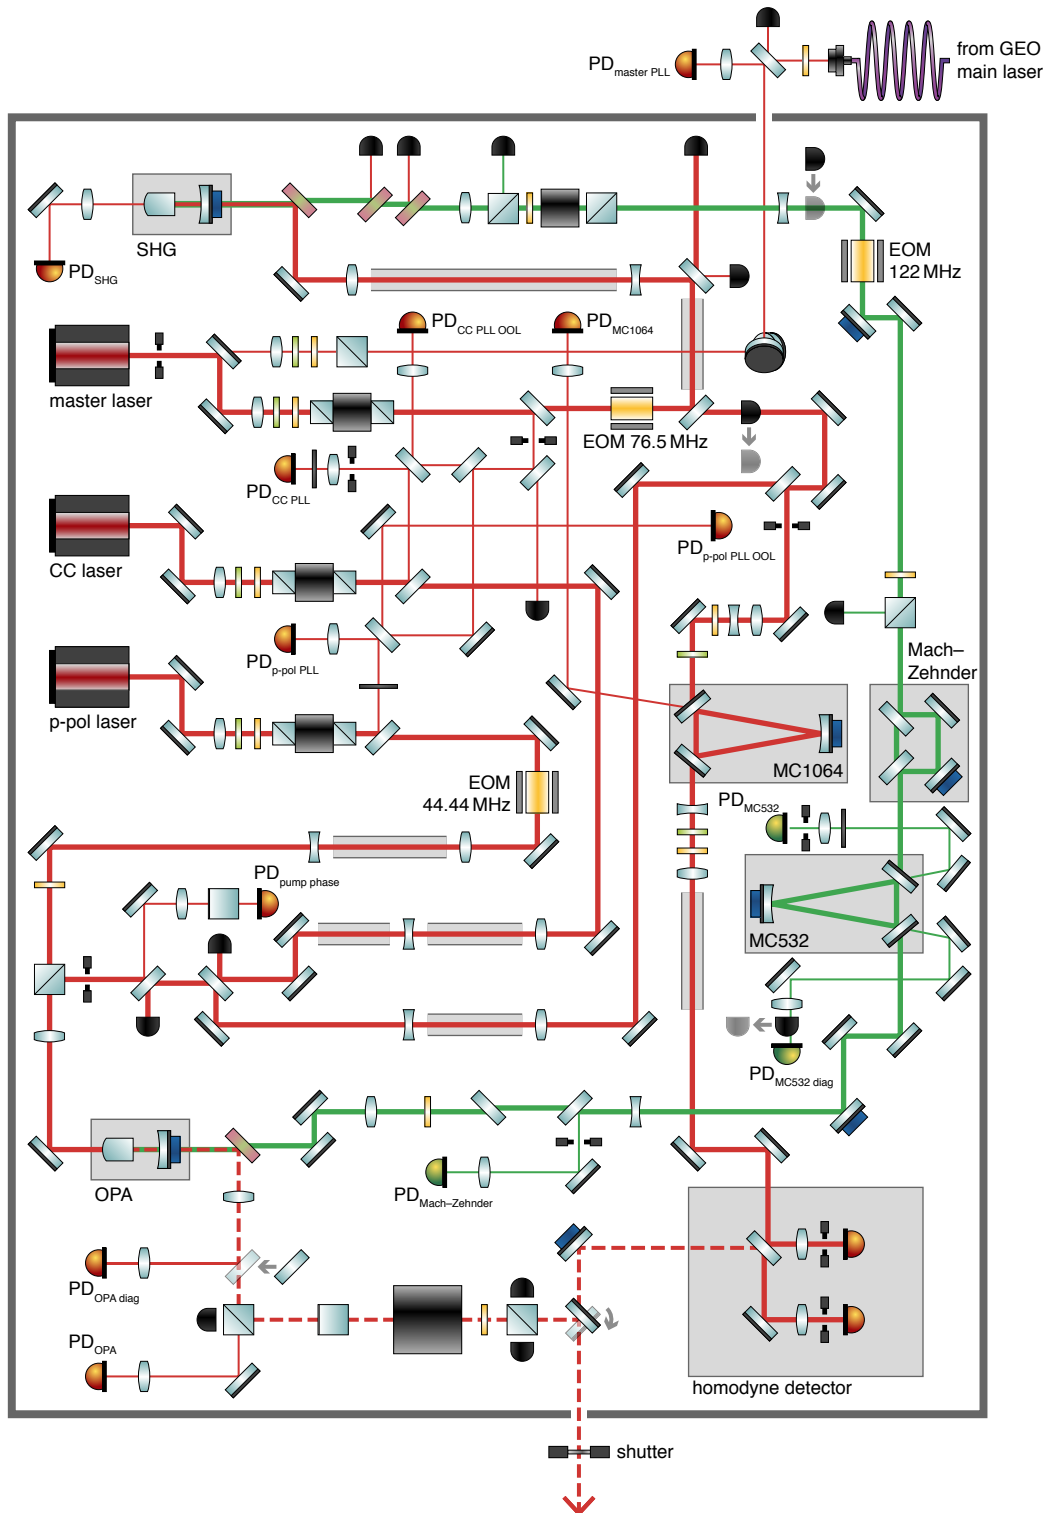 PD master PLL
from GEO
main laser
SHG
PD SHG
EOM
122 MHz
PD CC PLL OOL
PD MC1064
master laser
EOM 76.5 MHz
PD CC PLL
CC laser
PD p-pol PLL OOL
PD p-pol PLL
Mach–
Zehnder
p-pol laser
MC1064
EOM
44.44 MHz
PD MC532
PD pump phase
MC532
PD MC532 diag
OPA
PD Mach–Zehnder
PD OPA diag
PD OPA
homodyne detector
shutter